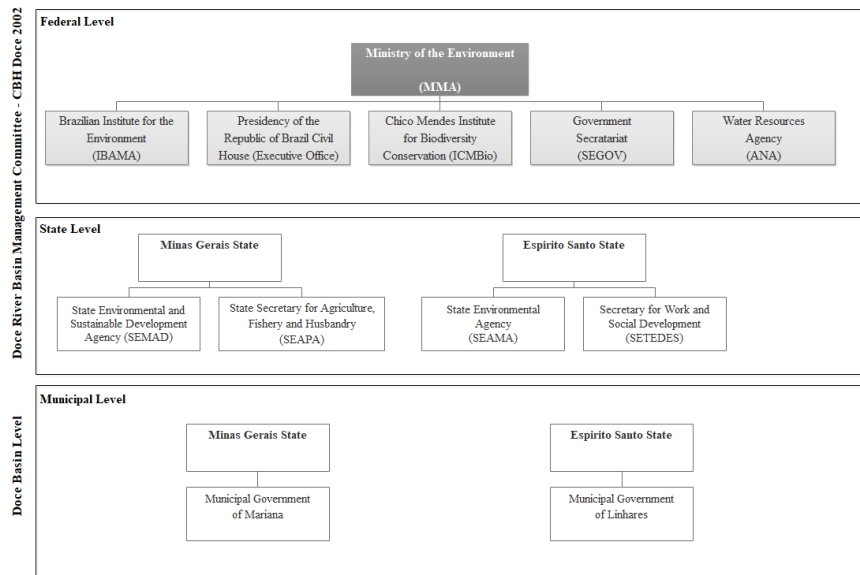 Doce River Basin Management Committee - CBH Doce 2002
Federal Level
Ministry of the Environment
(MMA)
Brazilian Institute for the
Environment
(IBAMA)
Presidency of the
Republic of Brazil Civil
House (Executive Office)
Chico Mendes Institute
for Biodiversity
Conservation (ICMBio)
Government
Secratariat
(SEGOV)
Water Resources
Agency
(ANA)
State Level
Minas Gerais State
Espirito Santo State
State Environmental and
Sustainable Development
Agency (SEMAD)
State Secretary for Agriculture,
Fishery and Husbandry
(SEAPA)
State Environmental
Agency
(SEAMA)
Secretary for Work and
Social Development
(SETEDES)
Doce Basin Level
Municipal Level
Minas Gerais State
Espirito Santo State
Municipal Government
of Mariana
Municipal Government
of Linhares